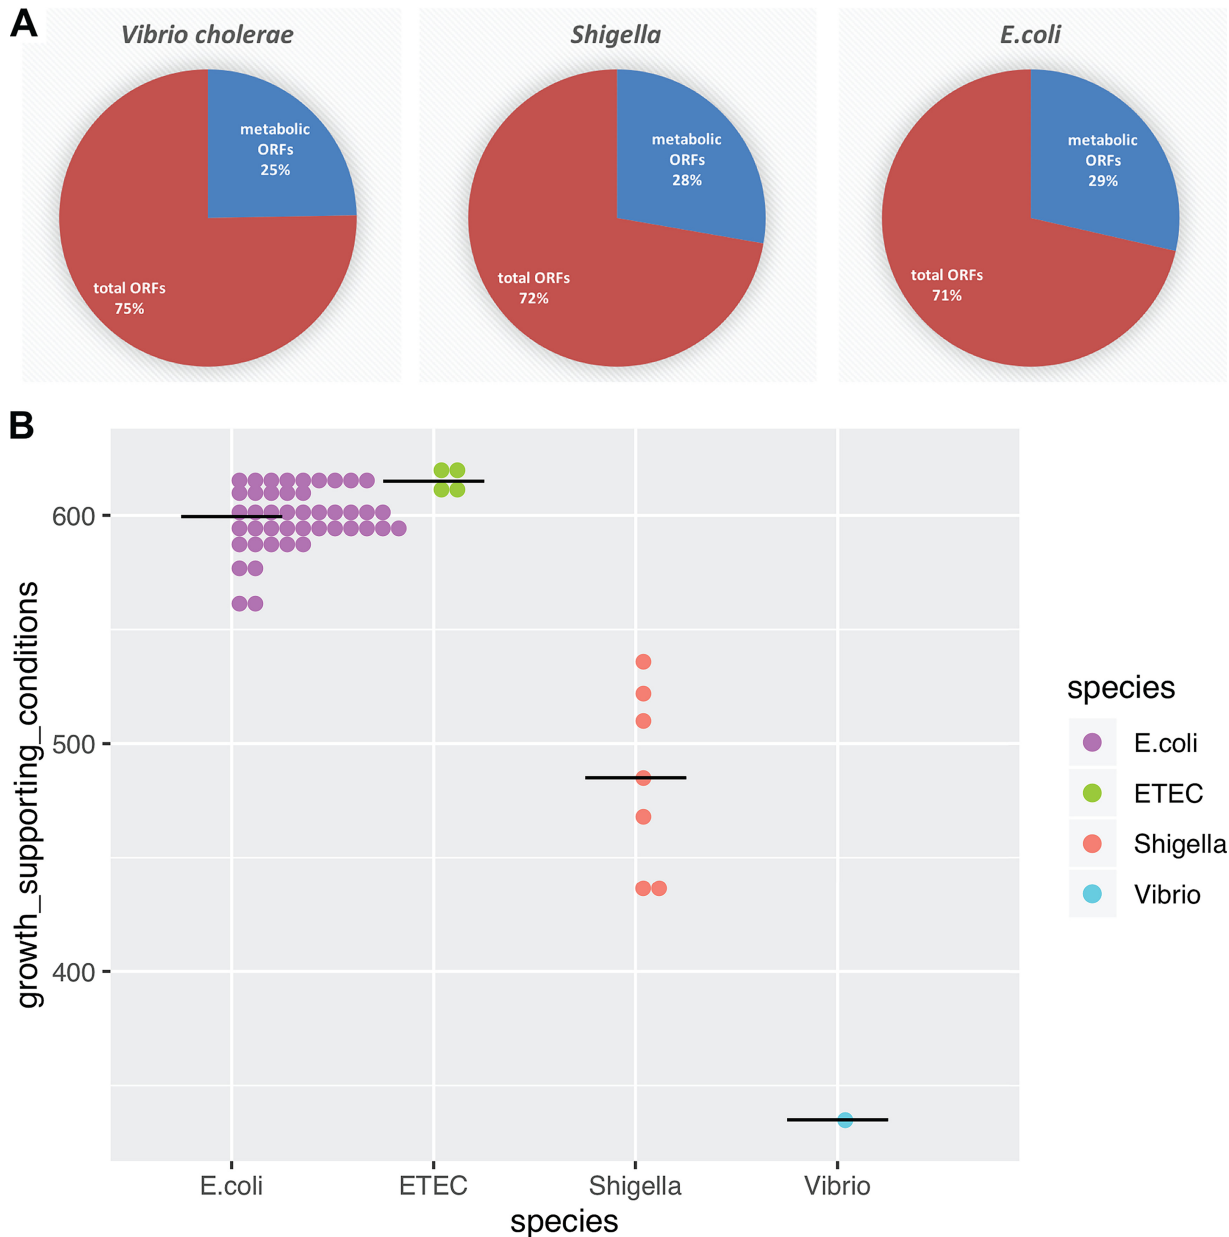 A
Vibrio cholerae
Shigella
E.coli
metabolic
ORFs
25%
total ORFs
75%
metabolic
ORFs
28%
total ORFs
72%
metabolic
ORFs
29%
total ORFs
71%
B
growth_supporting_conditions
600
500
400
E.coli
ETEC
Shigella
Vibrio
species
species
E.coli
ETEC
Shigella
Vibrio